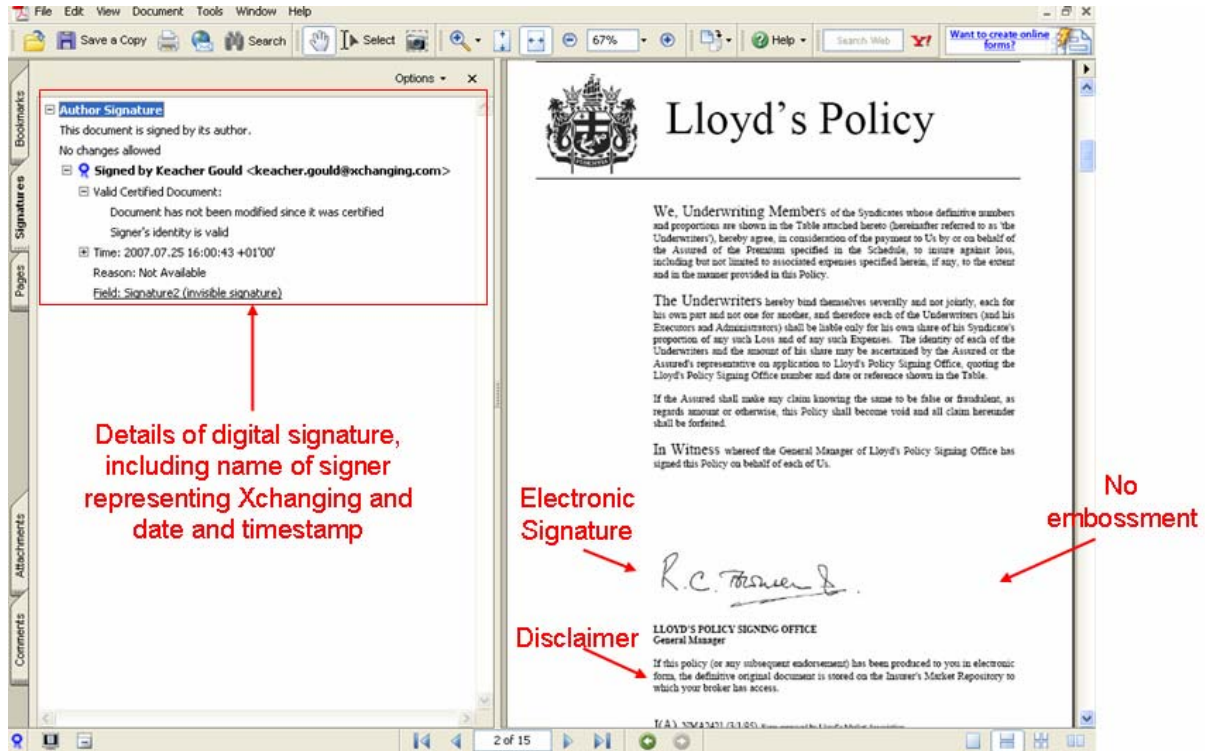 File Edit View Document Tools Window Help
Save a Copy Search Select 67% Help Search Web Y! Want to create online
forms?
Options
Bookmarks
Signatures
Pages
Attachments
Comments
Author Signature
This document is signed by its author.
No changes allowed
Signed by Keacher Gould <keacher.gould@xchanging.com>
Valid Certified Document:
Document has not been modified since it was certified
Signer's identity is valid
Time: 2007.07.25 16:00:43 +01'00'
Reason: Not Available
Field: Signature2 (invisible signature)
Details of digital signature,
including name of signer
representing Xchanging and
date and timestamp
Lloyd's Policy
We, Underwriting Members of the Syndicates whose definitive numbers
and proportions are shown in the Table attached hereto (hereinafter referred to as 'the
Underwriters'), hereby agree, in consideration of the payment to Us by or on behalf of
the Assured of the Premium specified in the Schedule, to insure against loss,
including but not limited to associated expenses specified herein, if any, to the extent
and in the manner provided in this Policy.
The Underwriters hereby bind themselves severally and not jointly, each for
his own part and not one for another, and therefore each of the Underwriters (and his
Executors and Administrators) shall be liable only for his own share of his Syndicate's
proportion of any such Loss and of any such Expenses. The identity of each of the
Underwriters and the amount of his share may be ascertained by the Assured or the
Assured's representative on application to Lloyd's Policy Signing Office, quoting the
Lloyd's Policy Signing Office number and date or reference shown in the Table.
If the Assured shall make any claim knowing the same to be false or fraudulent, as
regards amount or otherwise, this Policy shall become void and all claim hereunder
shall be forfeited.
In Witness whereof the General Manager of Lloyd's Policy Signing Office has
signed this Policy on behalf of each of Us.
Electronic
Signature
No
embossment
R.C.
Disclaimer
LLOYD'S POLICY SIGNING OFFICE
General Manager
If this policy (or any subsequent endorsement) has been produced to you in electronic
form, the definitive original document is stored on the Insurer's Market Repository to
which your broker has access.
J(A) NMA2421 (3/1/95) Form approved by Lloyd's Market Association
2 of 15